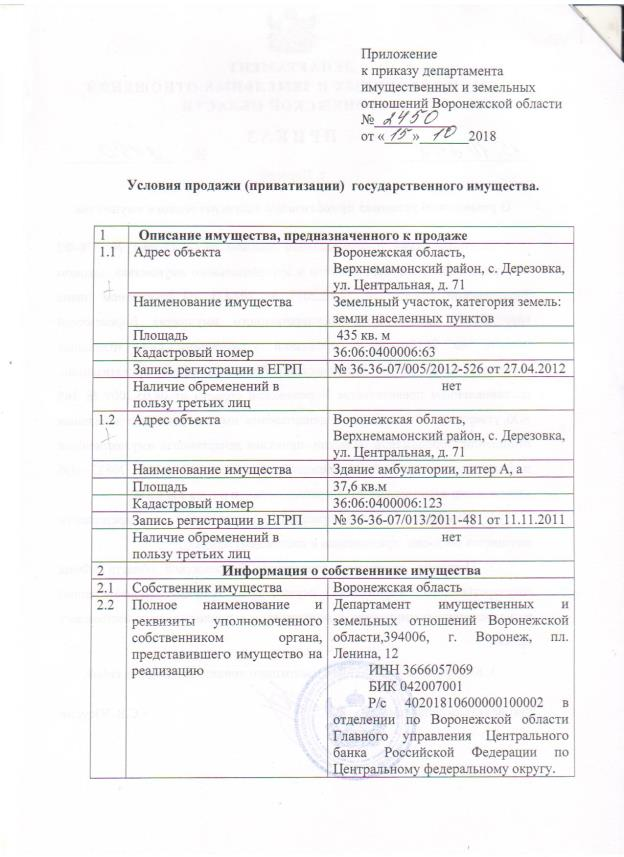 Приложение
к приказу департамента
имущественных и земельных
отношений Воронежской области
№ 2450
от «15» 10 2018
Условия продажи (приватизации) государственного имущества.
1 Описание имущества, предназначенного к продаже
1.1 Адрес объекта Воронежская область,
Верхнемамонский район, с. Дерезовка,
ул. Центральная, д. 71
Наименование имущества Земельный участок, категория земель:
земли населенных пунктов
Площадь 435 кв. м
Кадастровый номер 36:06:0400006:63
Запись регистрации в ЕГРП № 36-36-07/005/2012-526 от 27.04.2012
Наличие обременений в нет
пользу третьих лиц
1.2 Адрес объекта Воронежская область,
Верхнемамонский район, с. Дерезовка,
ул. Центральная, д. 71
Наименование имущества Здание амбулатории, литер А, а
Площадь 37,6 кв.м
Кадастровый номер 36:06:0400006:123
Запись регистрации в ЕГРП № 36-36-07/013/2011-481 от 11.11.2011
Наличие обременений в нет
пользу третьих лиц
2 Информация о собственнике имущества
2.1 Собственник имущества Воронежская область
2.2 Полное наименование и Департамент имущественных и
реквизиты уполномоченного земельных отношений Воронежской
собственником органа, области,394006, г. Воронеж, пл.
представившего имущество на Ленина, 12
реализацию ИНН 3666057069
БИК 042007001
Р/с 40201810600000100002 в
отделении по Воронежской области
Главного управления Центрального
банка Российской Федерации по
Центральному федеральному округу.